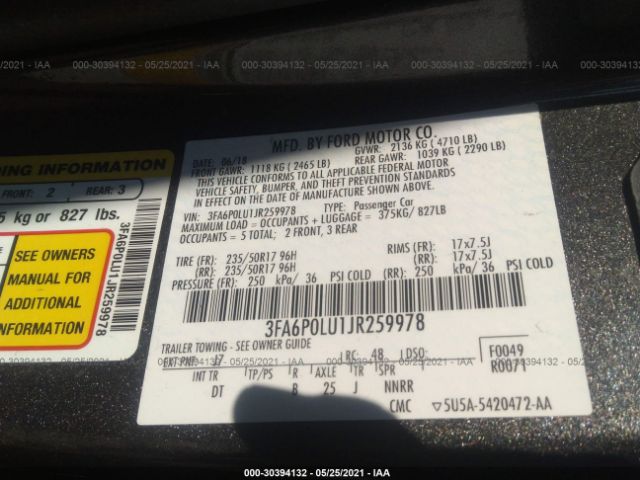 000-30394132 - 05/25/2021 - IAA
MFD. BY FORD MOTOR CO.
DATE: 06/18
GVWR: 2136 KG ( 4710 LB)
FRONT GAWR: 1118 KG ( 2465 LB)
REAR GAWR: 1039 KG ( 2290 LB)
THIS VEHICLE CONFORMS TO ALL APPLICABLE FEDERAL MOTOR
VEHICLE SAFETY, BUMPER, AND THEFT PREVENTION STANDARDS IN
EFFECT ON THE DATE OF MANUFACTURE SHOWN ABOVE.
VIN: 3FA6P0LU1JR259978
TYPE: Passenger Car
MAXIMUM LOAD = OCCUPANTS + LUGGAGE = 375KG/ 827LB
OCCUPANTS = 5 TOTAL; 2 FRONT, 3 REAR
TIRE (FR): 235/50R17 96H
RIMS (FR): 17x7.5J
(RR): 235/50R17 96H
(RR): 17x7.5J
PRESSURE (FR): 250 kPa/ 36 PSI COLD
(RR): 250 kPa/ 36 PSI COLD
3FA6P0LU1JR259978
TRAILER TOWING - SEE OWNER GUIDE
EXT PNT: J7 RC: 48 DSO:
F0049
R0071
INT TR TP/PS R AXLE TR SPR
DT B 25 J NNRR
CMC 5U5A-5420472-AA
DING INFORMATION
FRONT: 2 REAR: 3
5 kg or 827 lbs.
SEE OWNERS
MANUAL FOR
ADDITIONAL
INFORMATION
3FA6P0LU1JR259978
000-30394132 - 05/25/2021 - IAA
000-30394132 - 05/25/2021 - IAA